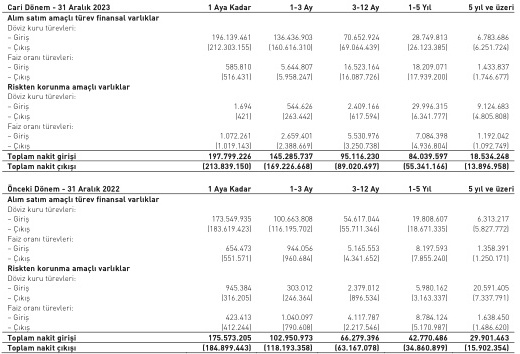 Cari Dönem - 31 Aralık 2023 1 Aya Kadar 1-3 Ay 3-12 Ay 1-5 Yıl 5 yıl ve üzeri
Alım satım amaçlı türev finansal varlıklar
Döviz kuru türevleri:
– Giriş 196.139.461 136.436.903 70.652.924 28.749.813 6.783.686
– Çıkış (212.303.155) (160.616.310) (69.064.439) (26.123.385) (6.251.724)
Faiz oranı türevleri:
– Giriş 585.810 5.644.807 16.523.164 18.209.071 1.433.837
– Çıkış (516.431) (5.958.247) (16.087.726) (17.939.200) (1.746.677)
Riskten korunma amaçlı varlıklar
Döviz kuru türevleri:
– Giriş 1.694 544.626 2.409.166 29.996.315 9.124.683
– Çıkış (421) (263.442) (617.594) (6.341.777) (4.805.808)
Faiz oranı türevleri:
– Giriş 1.072.261 2.659.401 5.530.976 7.084.398 1.192.042
– Çıkış (1.019.143) (2.388.669) (3.250.738) (4.936.804) (1.092.749)
Toplam nakit girişi 197.799.226 145.285.737 95.116.230 84.039.597 18.534.248
Toplam nakit çıkışı (213.839.150) (169.226.668) (89.020.497) (55.341.166) (13.896.958)
Önceki Dönem - 31 Aralık 2022 1 Aya Kadar 1-3 Ay 3-12 Ay 1-5 Yıl 5 yıl ve üzeri
Alım satım amaçlı türev finansal varlıklar
Döviz kuru türevleri:
– Giriş 173.549.935 100.663.808 54.617.044 19.808.607 6.313.217
– Çıkış (183.619.423) (116.195.702) (55.711.346) (18.671.335) (5.827.772)
Faiz oranı türevleri:
– Giriş 654.473 944.056 5.165.553 8.197.593 1.358.391
– Çıkış (551.571) (960.684) (4.341.652) (7.855.240) (1.250.171)
Riskten korunma amaçlı varlıklar
Döviz kuru türevleri:
– Giriş 945.384 303.012 2.379.012 5.980.162 20.591.405
– Çıkış (316.205) (246.364) (896.534) (3.163.337) (7.337.791)
Faiz oranı türevleri:
– Giriş 423.413 1.040.097 4.117.787 8.784.124 1.638.450
– Çıkış (412.244) (790.608) (2.217.546) (5.170.987) (1.486.620)
Toplam nakit girişi 175.573.205 102.950.973 66.279.396 42.770.486 29.901.463
Toplam nakit çıkışı (184.899.443) (118.193.358) (63.167.078) (34.860.899) (15.902.354)